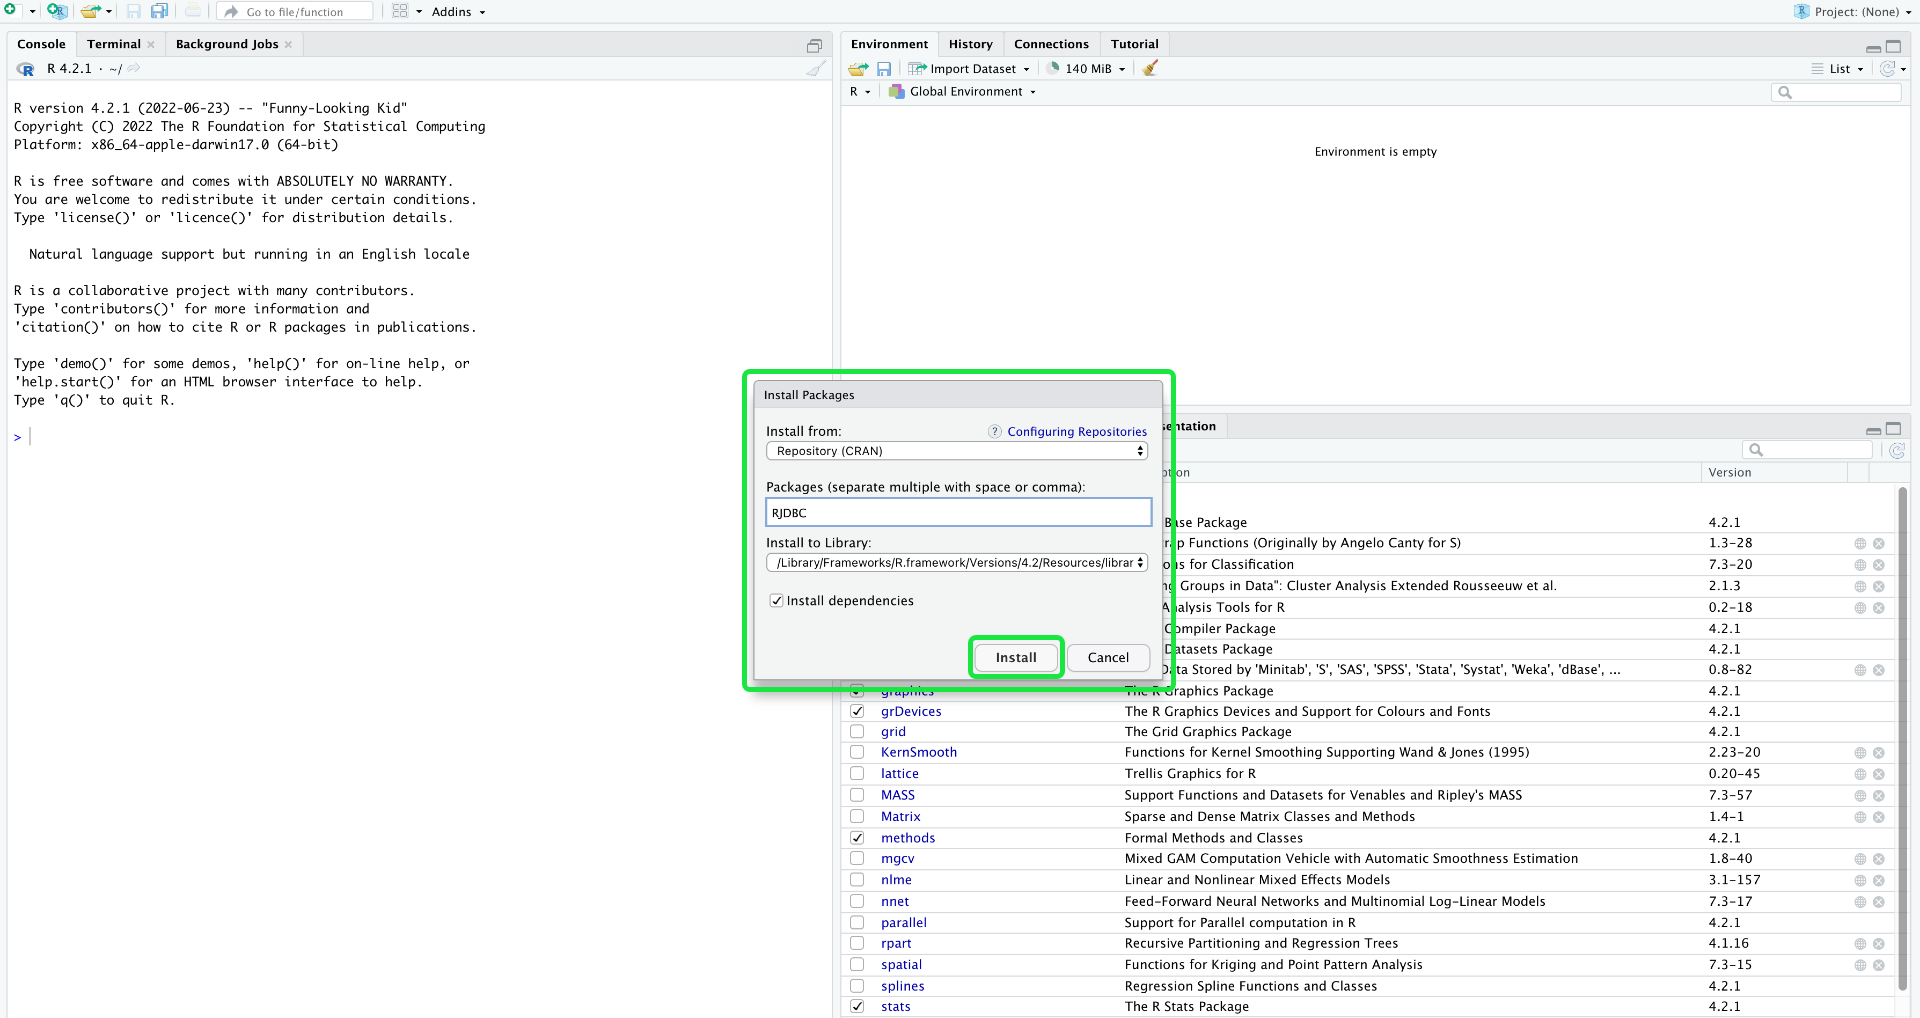 Go to file/function
Addins
Project: (None)
Console
Terminal
Background Jobs
R 4.2.1 · ~/
R version 4.2.1 (2022-06-23) -- "Funny-Looking Kid"
Copyright (C) 2022 The R Foundation for Statistical Computing
Platform: x86_64-apple-darwin17.0 (64-bit)
R is free software and comes with ABSOLUTELY NO WARRANTY.
You are welcome to redistribute it under certain conditions.
Type 'license()' or 'licence()' for distribution details.
Natural language support but running in an English locale
R is a collaborative project with many contributors.
Type 'contributors()' for more information and
'citation()' on how to cite R or R packages in publications.
Type 'demo()' for some demos, 'help()' for on-line help, or
'help.start()' for an HTML browser interface to help.
Type 'q()' to quit R.
>
Environment
History
Connections
Tutorial
Import Dataset
140 MiB
List
R
Global Environment
Environment is empty
Install Packages
Install from:
? Configuring Repositories
Repository (CRAN)
Packages (separate multiple with space or comma):
RJDBC
Install to Library:
/Library/Frameworks/R.framework/Versions/4.2/Resources/librar
Install dependencies
Install
Cancel
sentation
Version
Base Package 4.2.1
ap Functions (Originally by Angelo Canty for S) 1.3-28
ons for Classification 7.3-20
ng Groups in Data": Cluster Analysis Extended Rousseeuw et al. 2.1.3
Analysis Tools for R 0.2-18
Compiler Package 4.2.1
Datasets Package 4.2.1
Data Stored by 'Minitab', 'S', 'SAS', 'SPSS', 'Stata', 'Systat', 'Weka', 'dBase', ... 0.8-82
graphics The R Graphics Package 4.2.1
grDevices The R Graphics Devices and Support for Colours and Fonts 4.2.1
grid The Grid Graphics Package 4.2.1
KernSmooth Functions for Kernel Smoothing Supporting Wand & Jones (1995) 2.23-20
lattice Trellis Graphics for R 0.20-45
MASS Support Functions and Datasets for Venables and Ripley's MASS 7.3-57
Matrix Sparse and Dense Matrix Classes and Methods 1.4-1
methods Formal Methods and Classes 4.2.1
mgcv Mixed GAM Computation Vehicle with Automatic Smoothness Estimation 1.8-40
nlme Linear and Nonlinear Mixed Effects Models 3.1-157
nnet Feed-Forward Neural Networks and Multinomial Log-Linear Models 7.3-17
parallel Support for Parallel computation in R 4.2.1
rpart Recursive Partitioning and Regression Trees 4.1.16
spatial Functions for Kriging and Point Pattern Analysis 7.3-15
splines Regression Spline Functions and Classes 4.2.1
stats The R Stats Package 4.2.1